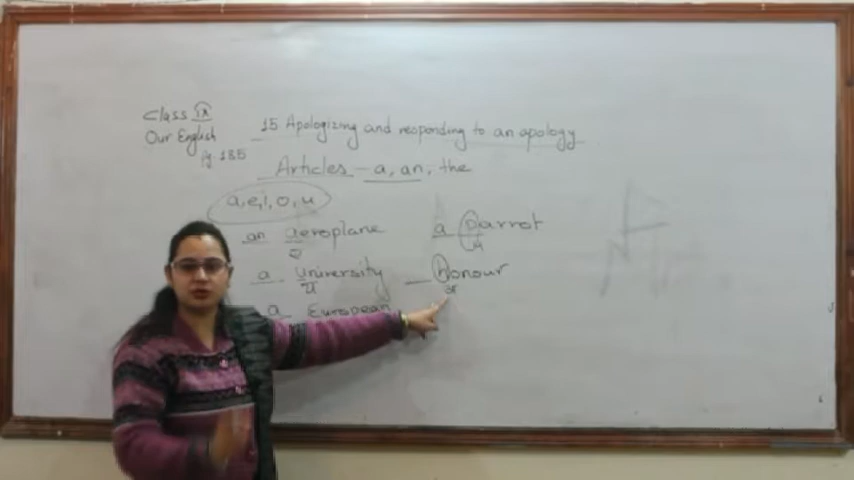 Class IX
Our English
Pg. 185
15 Apologizing and responding to an apology
Articles - a, an, the
a, e, i, o, u
an aeroplane
a parrot
a university
honour
a European